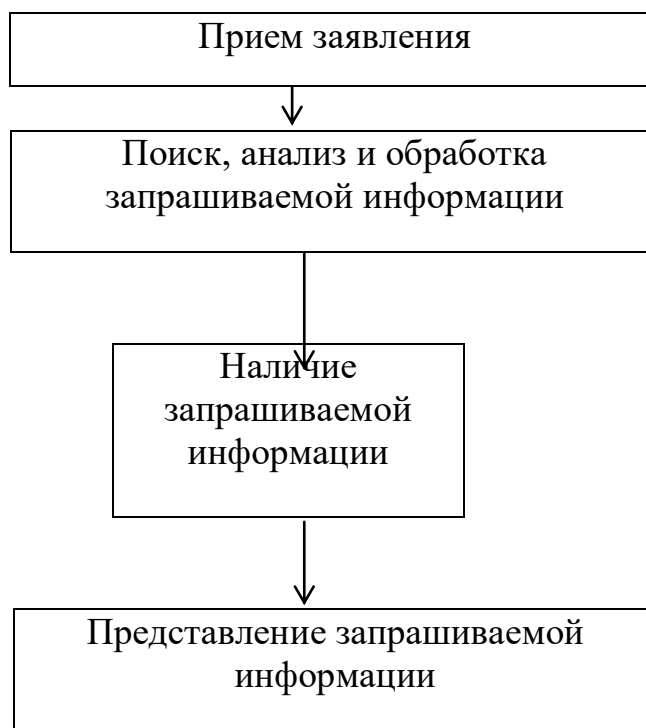 Прием заявления
Поиск, анализ и обработка
запрашиваемой информации
Наличие
запрашиваемой
информации
Представление запрашиваемой
информации